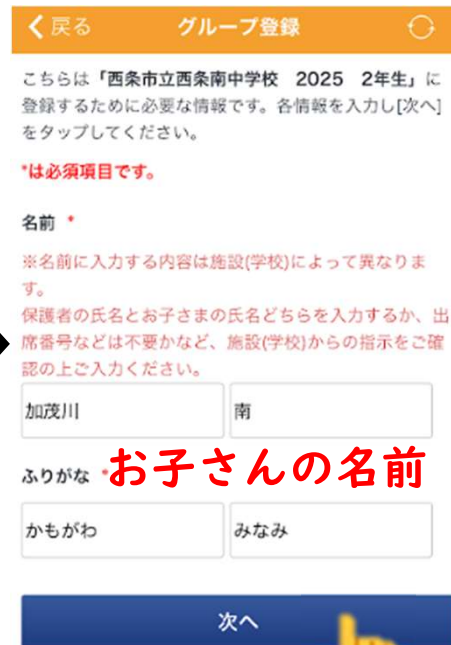 戻る
グループ登録
こちらは「西条市立西条南中学校　2025　2年生」に
登録するために必要な情報です。各情報を入力し[次へ]
をタップしてください。
*は必須項目です。
名前 *
※名前に入力する内容は施設(学校)によって異なりま
す。
保護者の氏名とお子さまの氏名どちらを入力するか、出
席番号などは不要かなど、施設(学校)からの指示をご確
認の上ご入力ください。
加茂川
南
ふりがな *
お子さんの名前
かもがわ
みなみ
次へ